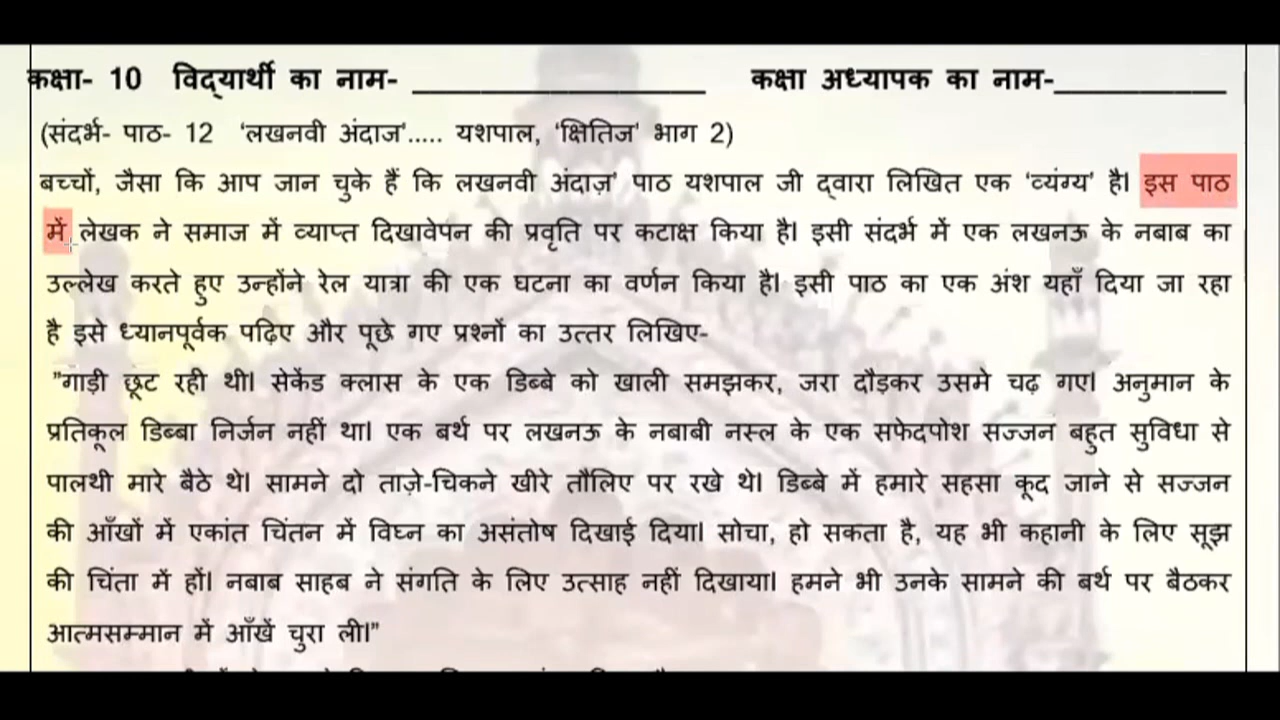 कक्षा- 10 विद्यार्थी का नाम- ____________________ कक्षा अध्यापक का नाम-____________
(संदर्भ- पाठ- 12 'लखनवी अंदाज'..... यशपाल, 'क्षितिज' भाग 2)
बच्चों, जैसा कि आप जान चुके हैं कि लखनवी अंदाज़' पाठ यशपाल जी द्वारा लिखित एक 'व्यंग्य' है। इस पाठ
में लेखक ने समाज में व्याप्त दिखावेपन की प्रवृति पर कटाक्ष किया है। इसी संदर्भ में एक लखनऊ के नबाब का
उल्लेख करते हुए उन्होंने रेल यात्रा की एक घटना का वर्णन किया है। इसी पाठ का एक अंश यहाँ दिया जा रहा
है इसे ध्यानपूर्वक पढ़िए और पूछे गए प्रश्नों का उत्तर लिखिए-
"गाड़ी छूट रही थी। सेकेंड क्लास के एक डिब्बे को खाली समझकर, जरा दौड़कर उसमे चढ़ गए। अनुमान के
प्रतिकूल डिब्बा निर्जन नहीं था। एक बर्थ पर लखनऊ के नबाबी नस्ल के एक सफेदपोश सज्जन बहुत सुविधा से
पालथी मारे बैठे थे। सामने दो ताज़े-चिकने खीरे तौलिए पर रखे थे। डिब्बे में हमारे सहसा कूद जाने से सज्जन
की आँखों में एकांत चिंतन में विघ्न का असंतोष दिखाई दिया। सोचा, हो सकता है, यह भी कहानी के लिए सूझ
की चिंता में हों। नबाब साहब ने संगति के लिए उत्साह नहीं दिखाया। हमने भी उनके सामने की बर्थ पर बैठकर
आत्मसम्मान में आँखें चुरा ली।"